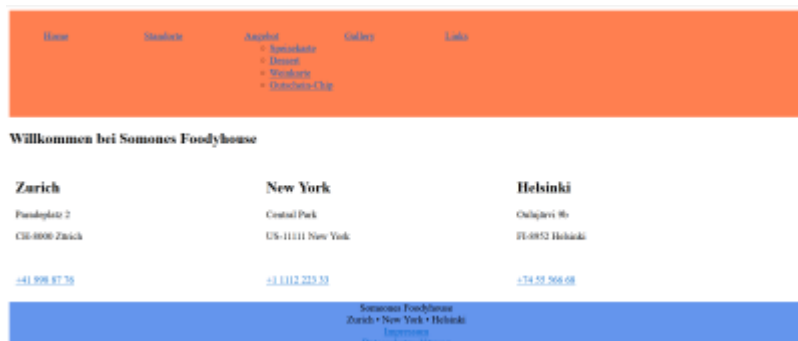 Home Standorte Angebot Gallery Links
Speisekarte
Dessert
Weinkarte
Gutschein-Chip
Willkommen bei Somones Foodyhouse
Zurich New York Helsinki
Paradeplatz 2 Central Park 9b
CH-8000 Zürich US-11111 New York FI-8952 Helsinki
+41 998 87 76 +1 1112 223 33 +74 55 566 68
Somones Foodyhouse
Zurich • New York • Helsinki
Impressum